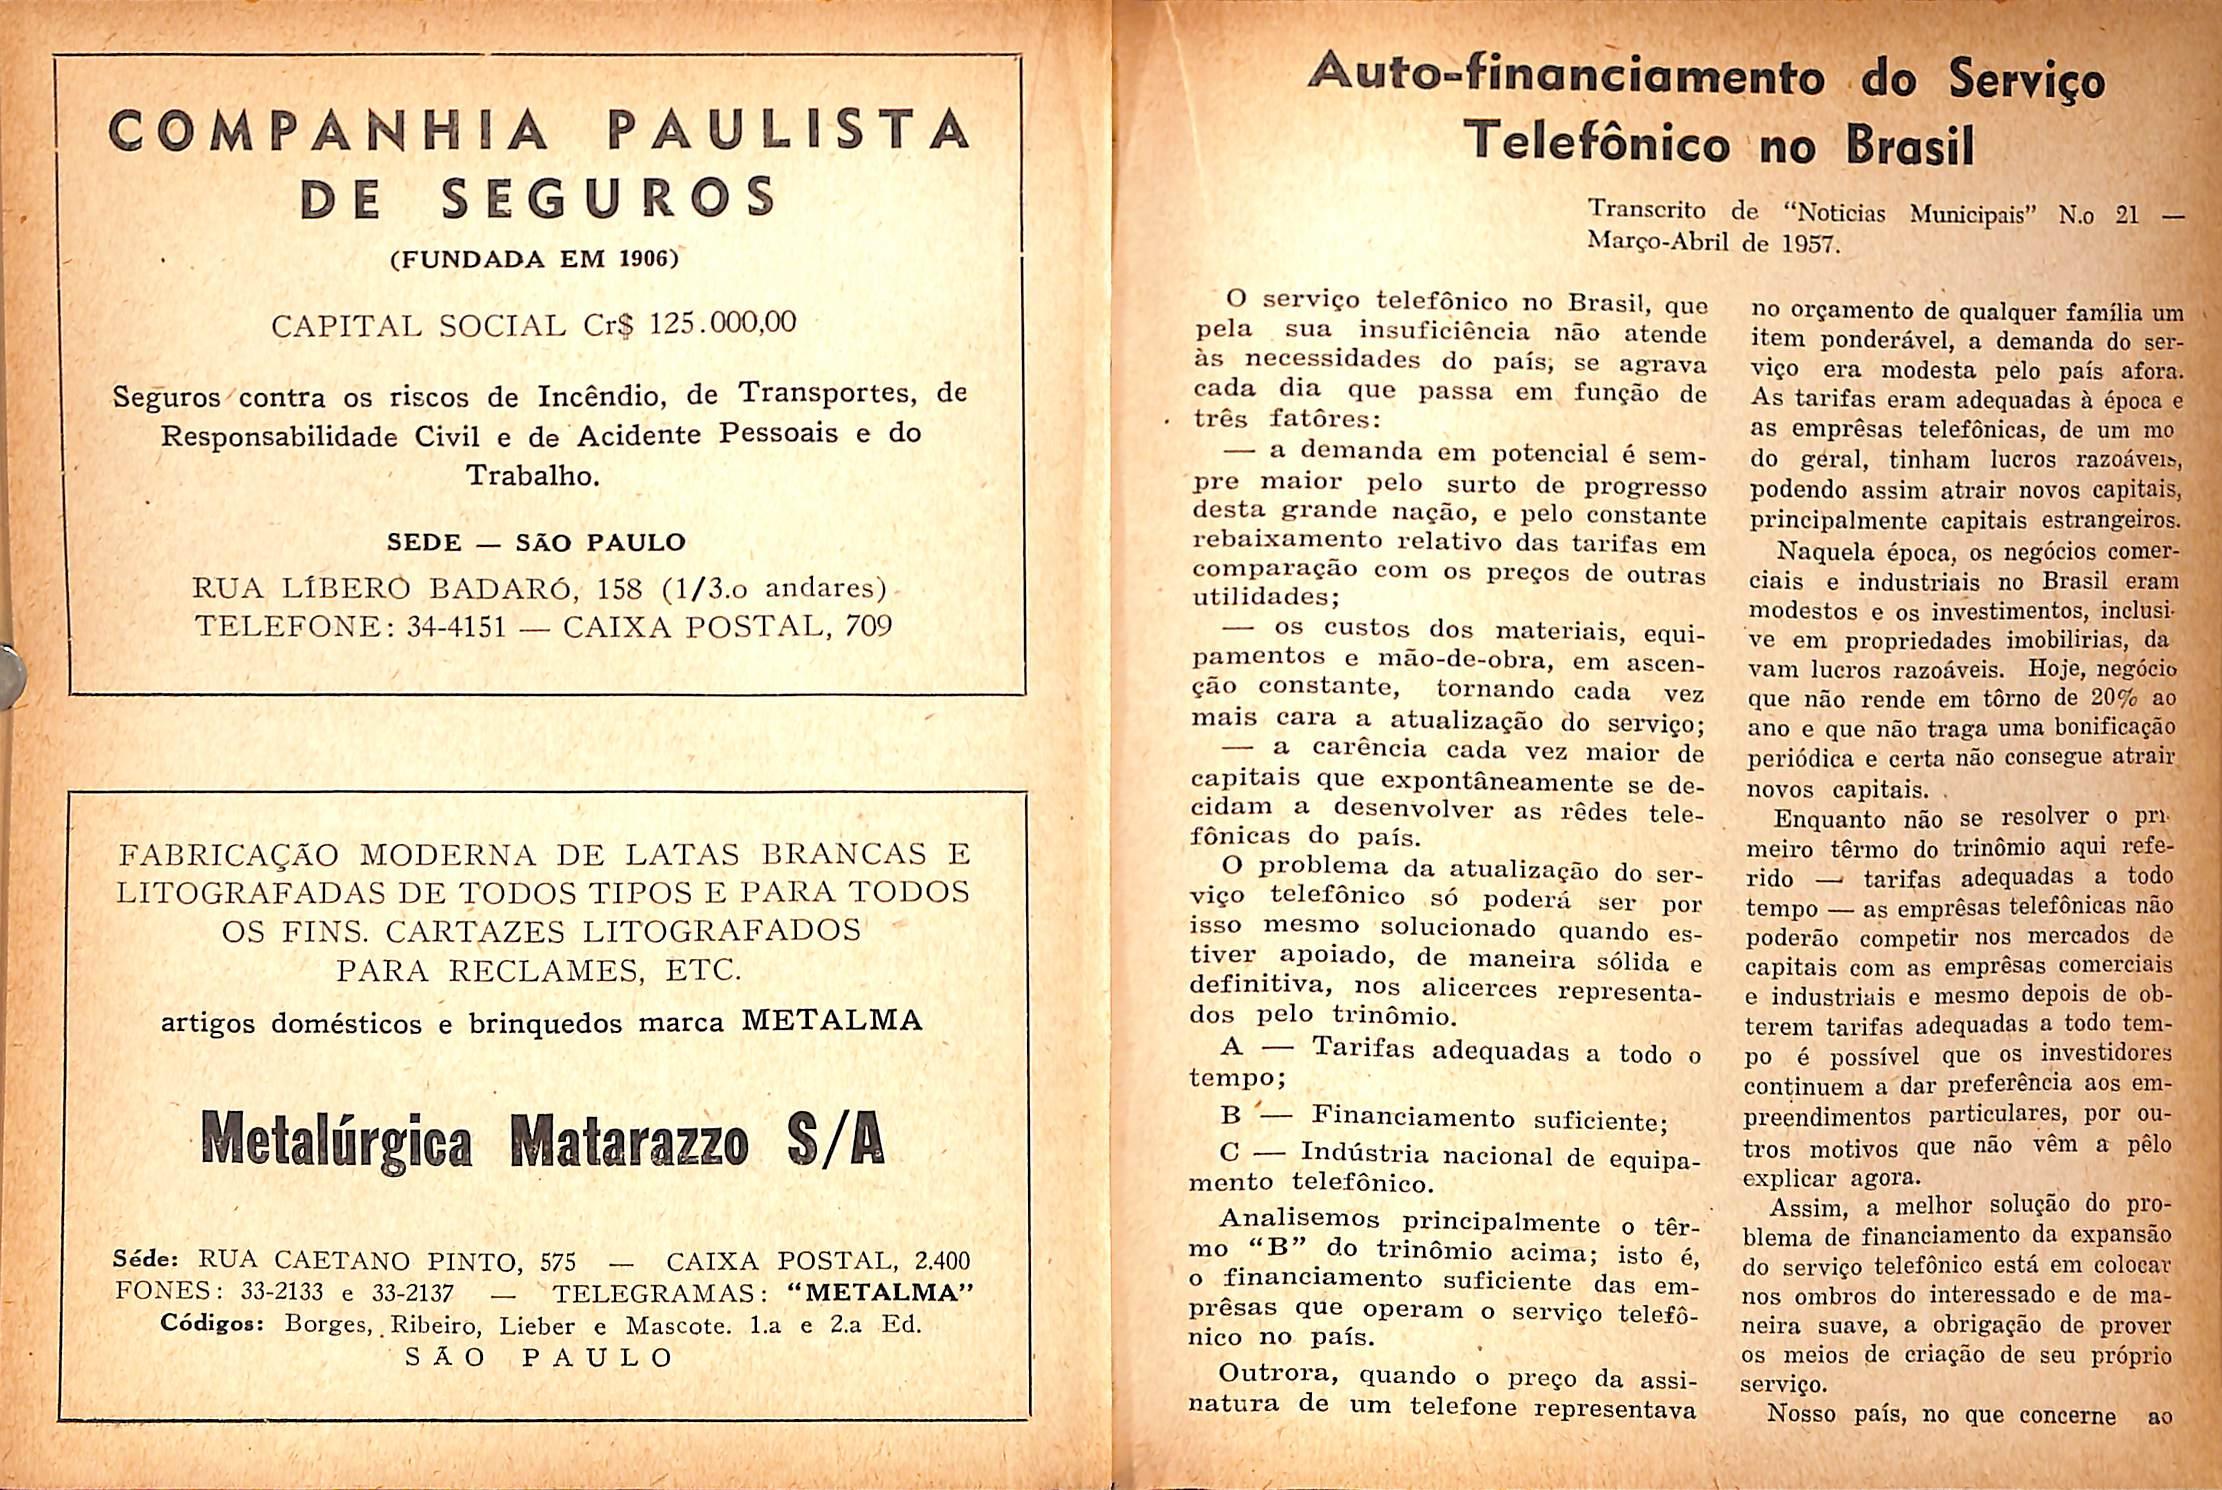 COMPANHIA PAULISTA
DE SEGUROS
(FUNDADA EM 1906)
CAPITAL SOCIAL Cr$ 125.000,00
Seguros contra os riscos de Incêndio, de Transportes, de
Responsabilidade Civil e de Acidente Pessoais e do
Trabalho.
SEDE — SÃO PAULO
RUA LÍBERO BADARÓ, 158 (1/3.o andares)
TELEFONE: 34-4151 — CAIXA POSTAL, 709
FABRICAÇÃO MODERNA DE LATAS BRANCAS E
LITOGRAFADAS DE TODOS TIPOS E PARA TODOS
OS FINS. CARTAZES LITOGRAFADOS
PARA RECLAMES, ETC.
artigos domésticos e brinquedos marca METALMA
Metalúrgica Matarazzo S/A
Séde: RUA CAETANO PINTO, 575 — CAIXA POSTAL, 2.400
FONES: 33-2133 e 33-2137 — TELEGRAMAS: "METALMA"
Códigos: Borges, Ribeiro, Lieber e Mascote. 1.a e 2.a Ed.
SÃO PAULO
Auto-financiamento do Serviço
Telefônico no Brasil
Transcrito de "Noticias Municipais" N.o 21 —
Março-Abril de 1957.
O serviço telefônico no Brasil, que
pela sua insuficiência não atende
às necessidades do país, se agrava
cada dia que passa em função de
três fatôres:
— a demanda em potencial é sem-
pre maior pelo surto de progresso
desta grande nação, e pelo constante
rebaixamento relativo das tarifas em
comparação com os preços de outras
utilidades;
— os custos dos materiais, equi-
pamentos e mão-de-obra, em ascen-
ção constante, tornando cada vez
mais cara a atualização do serviço;
— a carência cada vez maior de
capitais que expontâneamente se de-
cidam a desenvolver as rêdes tele-
fônicas do país.
O problema da atualização do ser-
viço telefônico só poderá ser por
isso mesmo solucionado quando es-
tiver apoiado, de maneira sólida e
definitiva, nos alicerces representa-
dos pelo trinômio.
A — Tarifas adequadas a todo o
tempo;
B — Financiamento suficiente;
C — Indústria nacional de equipa-
mento telefônico.
Analisemos principalmente o têr-
mo "B" do trinômio acima; isto é,
o financiamento suficiente das em-
prêsas que operam o serviço telefô-
nico no país.
Outrora, quando o preço da assi-
natura de um telefone representava
no orçamento de qualquer família um
item ponderável, a demanda do ser-
viço era modesta pelo país afora.
As tarifas eram adequadas à época e
as emprêsas telefônicas, de um mo
do geral, tinham lucros razoáveis,
podendo assim atrair novos capitais,
principalmente capitais estrangeiros.
Naquela época, os negócios comer-
ciais e industriais no Brasil eram
modestos e os investimentos, inclusi-
ve em propriedades imobilirias, da
vam lucros razoáveis. Hoje, negócio
que não rende em tôrno de 20% ao
ano e que não traga uma bonificação
periódica e certa não consegue atrair
novos capitais.
Enquanto não se resolver o pri-
meiro têrmo do trinômio aqui refe-
rido — tarifas adequadas a todo
tempo — as emprêsas telefônicas não
poderão competir nos mercados de
capitais com as emprêsas comerciais
e industriais e mesmo depois de ob-
terem tarifas adequadas a todo tem-
po é possível que os investidores
continuem a dar preferência aos em-
preendimentos particulares, por ou-
tros motivos que não vêm a pêlo
explicar agora.
Assim, a melhor solução do pro-
blema de financiamento da expansão
do serviço telefônico está em colocar
nos ombros do interessado e de ma-
neira suave, a obrigação de prover
os meios de criação de seu próprio
serviço.
Nosso país, no que concerne ao